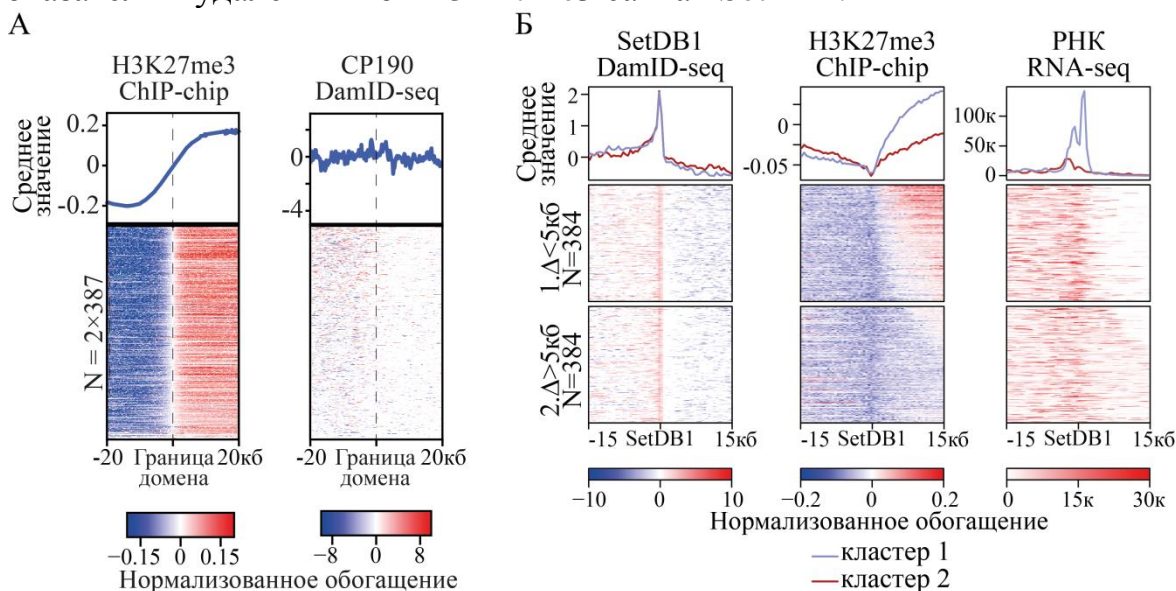 А
Б
H3K27me3
ChIP-chip
CP190
DamID-seq
SetDB1
DamID-seq
H3K27me3
ChIP-chip
РНК
RNA-seq
Среднее
значение
0.2
0
-0.2
0
-4
Среднее
значение
2
1
0
0
-0.05
100к
50к
0
N = 2×387
1.Δ<5кб
N=384
2.Δ>5кб
N=384
-20 Граница 20кб
домена
-20 Граница 20кб
домена
-15 SetDB1 15кб
-15 SetDB1 15кб
-15 SetDB1 15кб
−0.15 0 0.15
−8 0 8
Нормализованное обогащение
−10 0 10
−0.2 0 0.2
0 15к 30к
Нормализованное обогащение
кластер 1
кластер 2